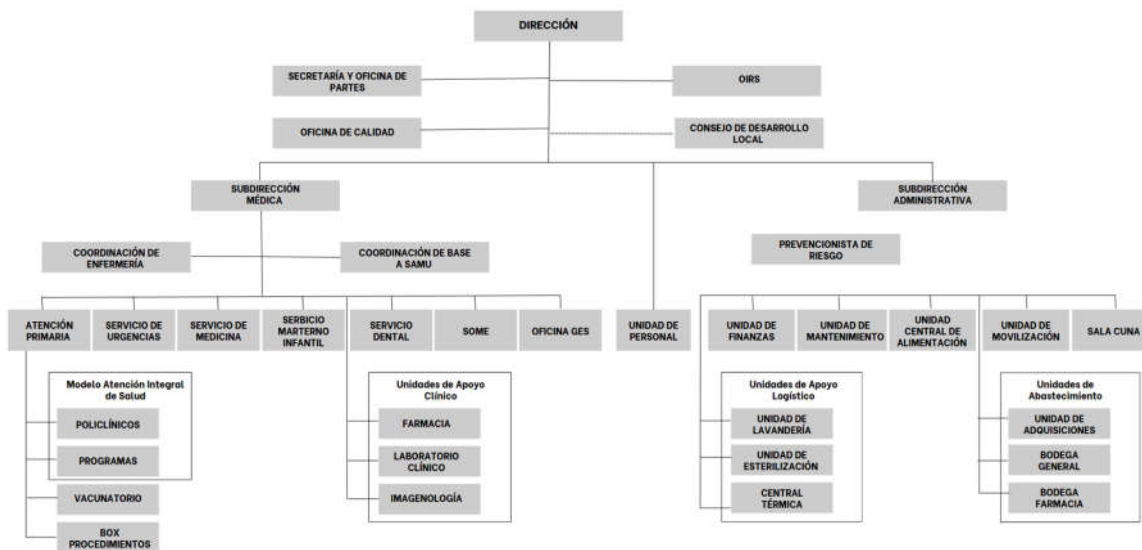 DIRECCIÓN
SECRETARÍA Y OFICINA DE
PARTES
OIRS
OFICINA DE CALIDAD
CONSEJO DE DESARROLLO
LOCAL
SUBDIRECCIÓN
MÉDICA
SUBDIRECCIÓN
ADMINISTRATIVA
COORDINACIÓN DE
ENFERMERÍA
COORDINACIÓN DE BASE
A SAMU
PREVENCIONISTA DE
RIESGO
ATENCIÓN
PRIMARIA
SERVICIO DE
URGENCIAS
SERVICIO DE
MEDICINA
SERBICIO
MARTERNO
INFANTIL
SERVICIO
DENTAL
SOME
OFICINA GES
UNIDAD DE
PERSONAL
UNIDAD DE
FINANZAS
UNIDAD DE
MANTENIMIENTO
UNIDAD
CENTRAL DE
ALIMENTACIÓN
UNIDAD DE
MOVILIZACIÓN
SALA CUNA
Modelo Atención Integral
de Salud
POLICLÍNICOS
PROGRAMAS
VACUNATORIO
BOX
PROCEDIMIENTOS
Unidades de Apoyo
Clínico
FARMACIA
LABORATORIO
CLÍNICO
IMAGENOLOGÍA
Unidades de Apoyo
Logístico
UNIDAD DE
LAVANDERÍA
UNIDAD DE
ESTERILIZACIÓN
CENTRAL
TÉRMICA
Unidades de
Abastecimiento
UNIDAD DE
ADQUISICIONES
BODEGA
GENERAL
BODEGA
FARMACIA